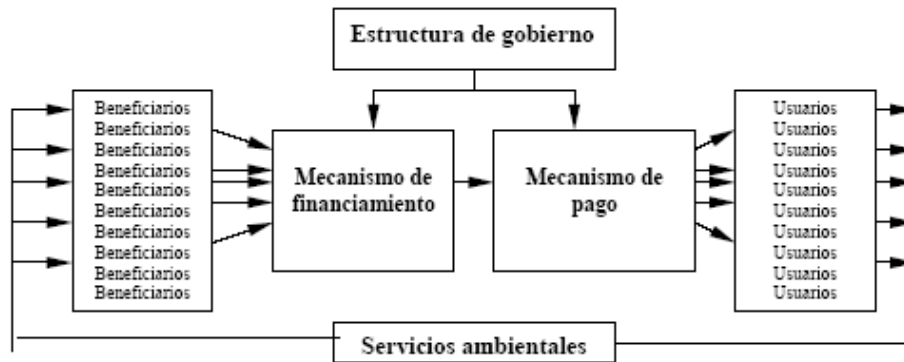 Estructura de gobierno
Beneficiarios
Beneficiarios
Beneficiarios
Beneficiarios
Beneficiarios
Beneficiarios
Beneficiarios
Beneficiarios
Beneficiarios
Beneficiarios
Mecanismo de
financiamiento
Mecanismo de
pago
Usuarios
Usuarios
Usuarios
Usuarios
Usuarios
Usuarios
Usuarios
Usuarios
Usuarios
Usuarios
Servicios ambientales